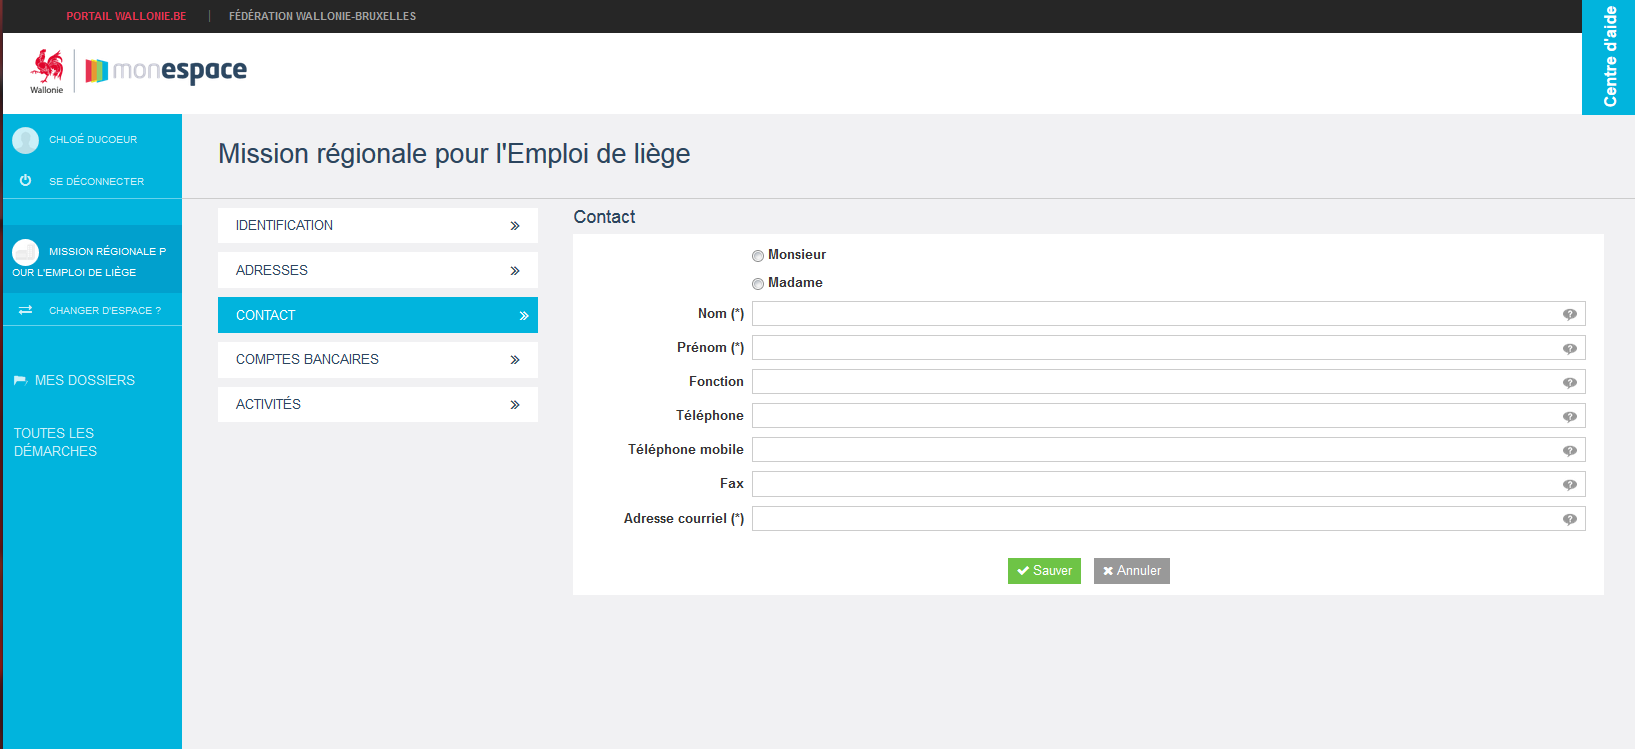 PORTAIL WALLONIE.BE | FÉDÉRATION WALLONIE-BRUXELLES
Centre d'aide
Wallonie
monespace
CHLOÉ DUCOEUR
SE DÉCONNECTER
MISSION RÉGIONALE P
OUR L'EMPLOI DE LIÈGE
CHANGER D'ESPACE ?
MES DOSSIERS
TOUTES LES
DÉMARCHES
Mission régionale pour l'Emploi de liège
IDENTIFICATION
ADRESSES
CONTACT
COMPTES BANCAIRES
ACTIVITÉS
Contact
Monsieur
Madame
Nom (*)
Prénom (*)
Fonction
Téléphone
Téléphone mobile
Fax
Adresse courriel (*)
Sauver
Annuler